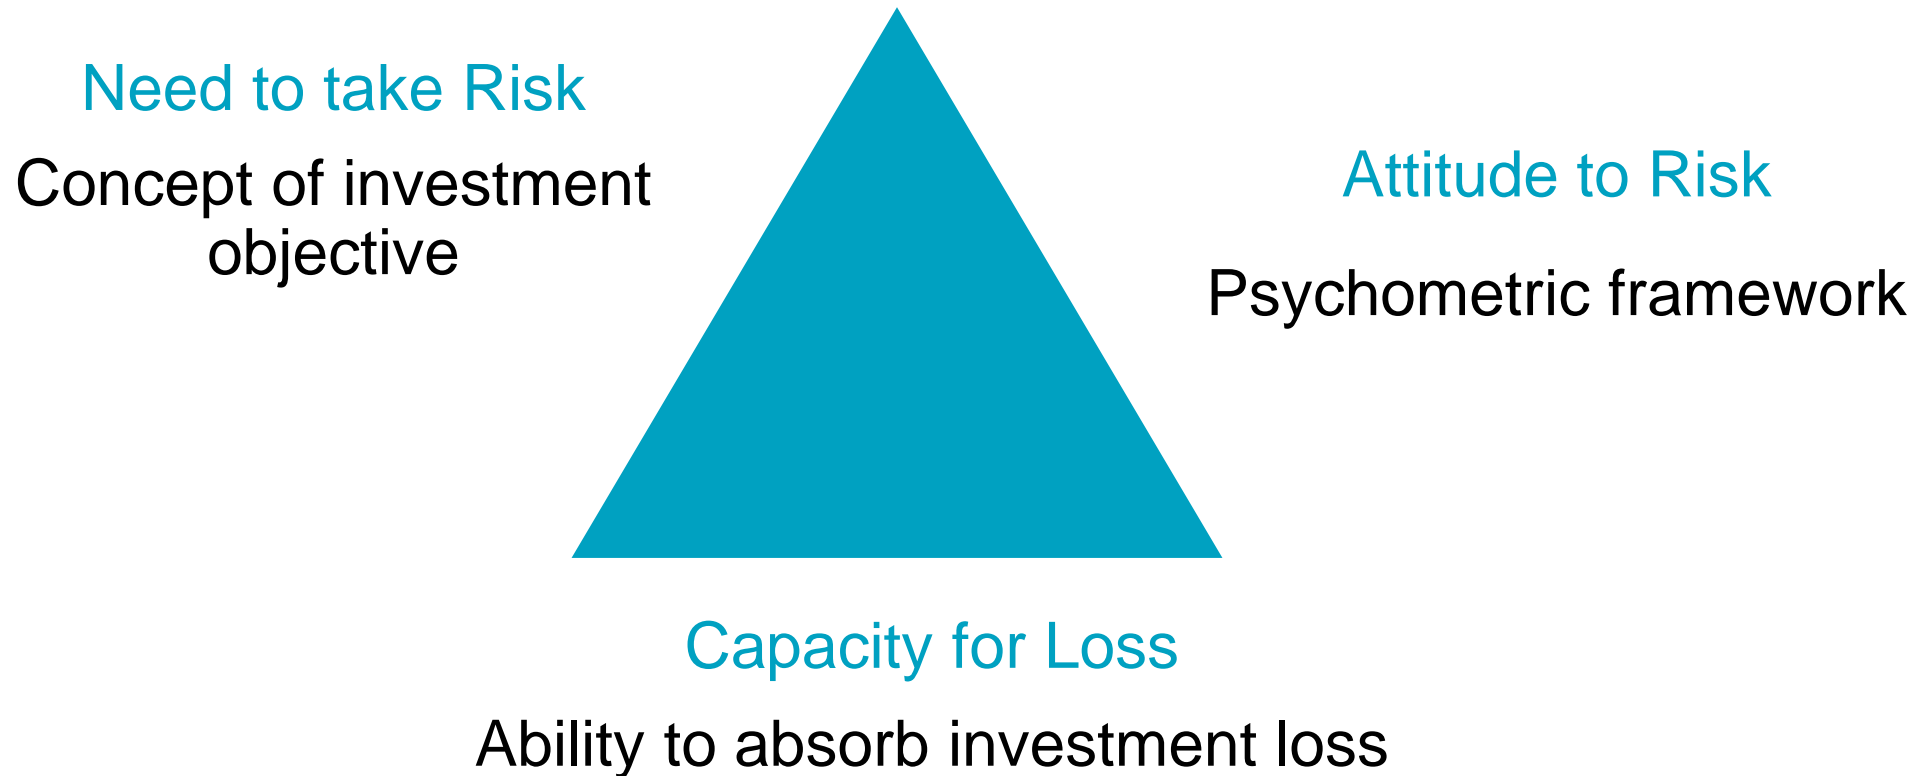 Need to take Risk
Concept of investment
objective
Attitude to Risk
Psychometric framework
Capacity for Loss
Ability to absorb investment loss